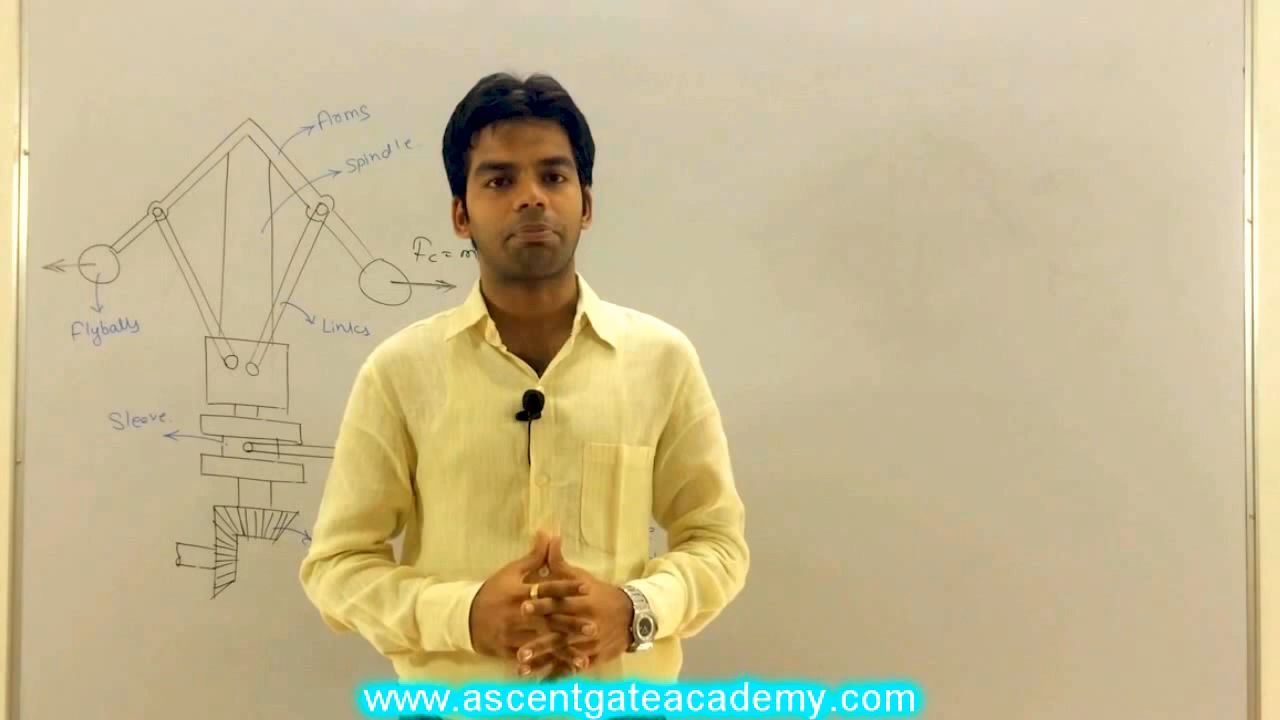 Arms
Spindle
Fc = m
Flyballs
Links
Sleeve.
www.ascentgateacademy.com